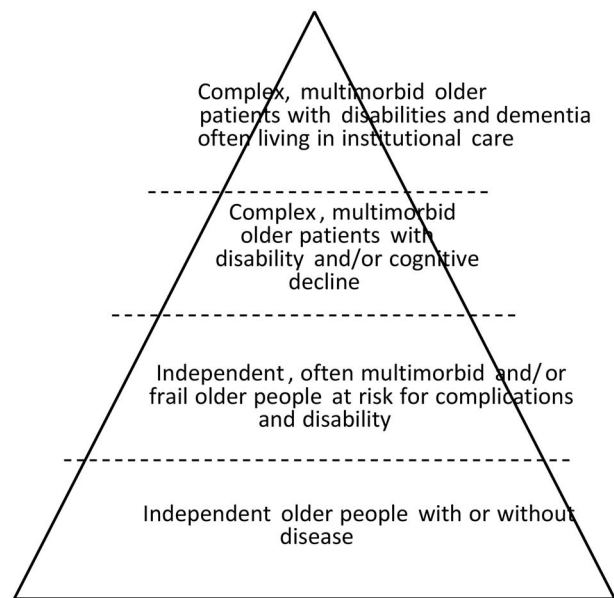 Complex, multimorbid older
patients with disabilities and dementia
often living in institutional care
Complex, multimorbid
older patients with
disability and/or cognitive
decline
Independent, often multimorbid and/or
frail older people at risk for complications
and disability
Independent older people with or without
disease